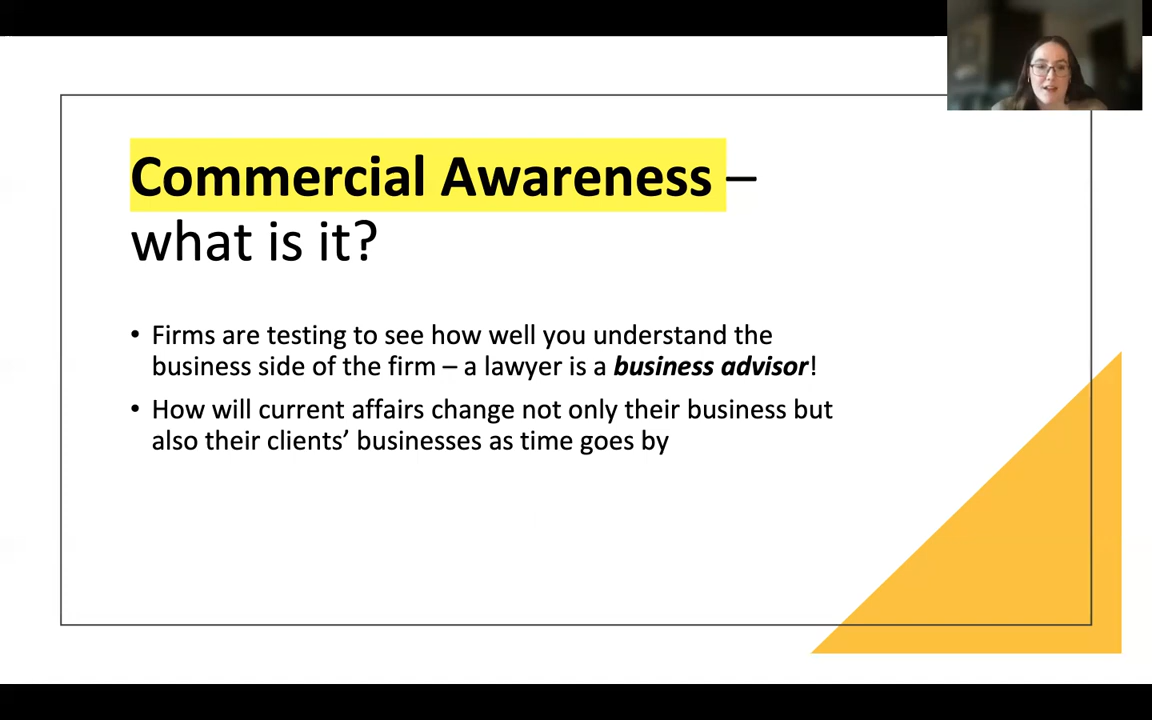 Commercial Awareness –
what is it?
• Firms are testing to see how well you understand the
business side of the firm – a lawyer is a business advisor!
• How will current affairs change not only their business but
also their clients’ businesses as time goes by